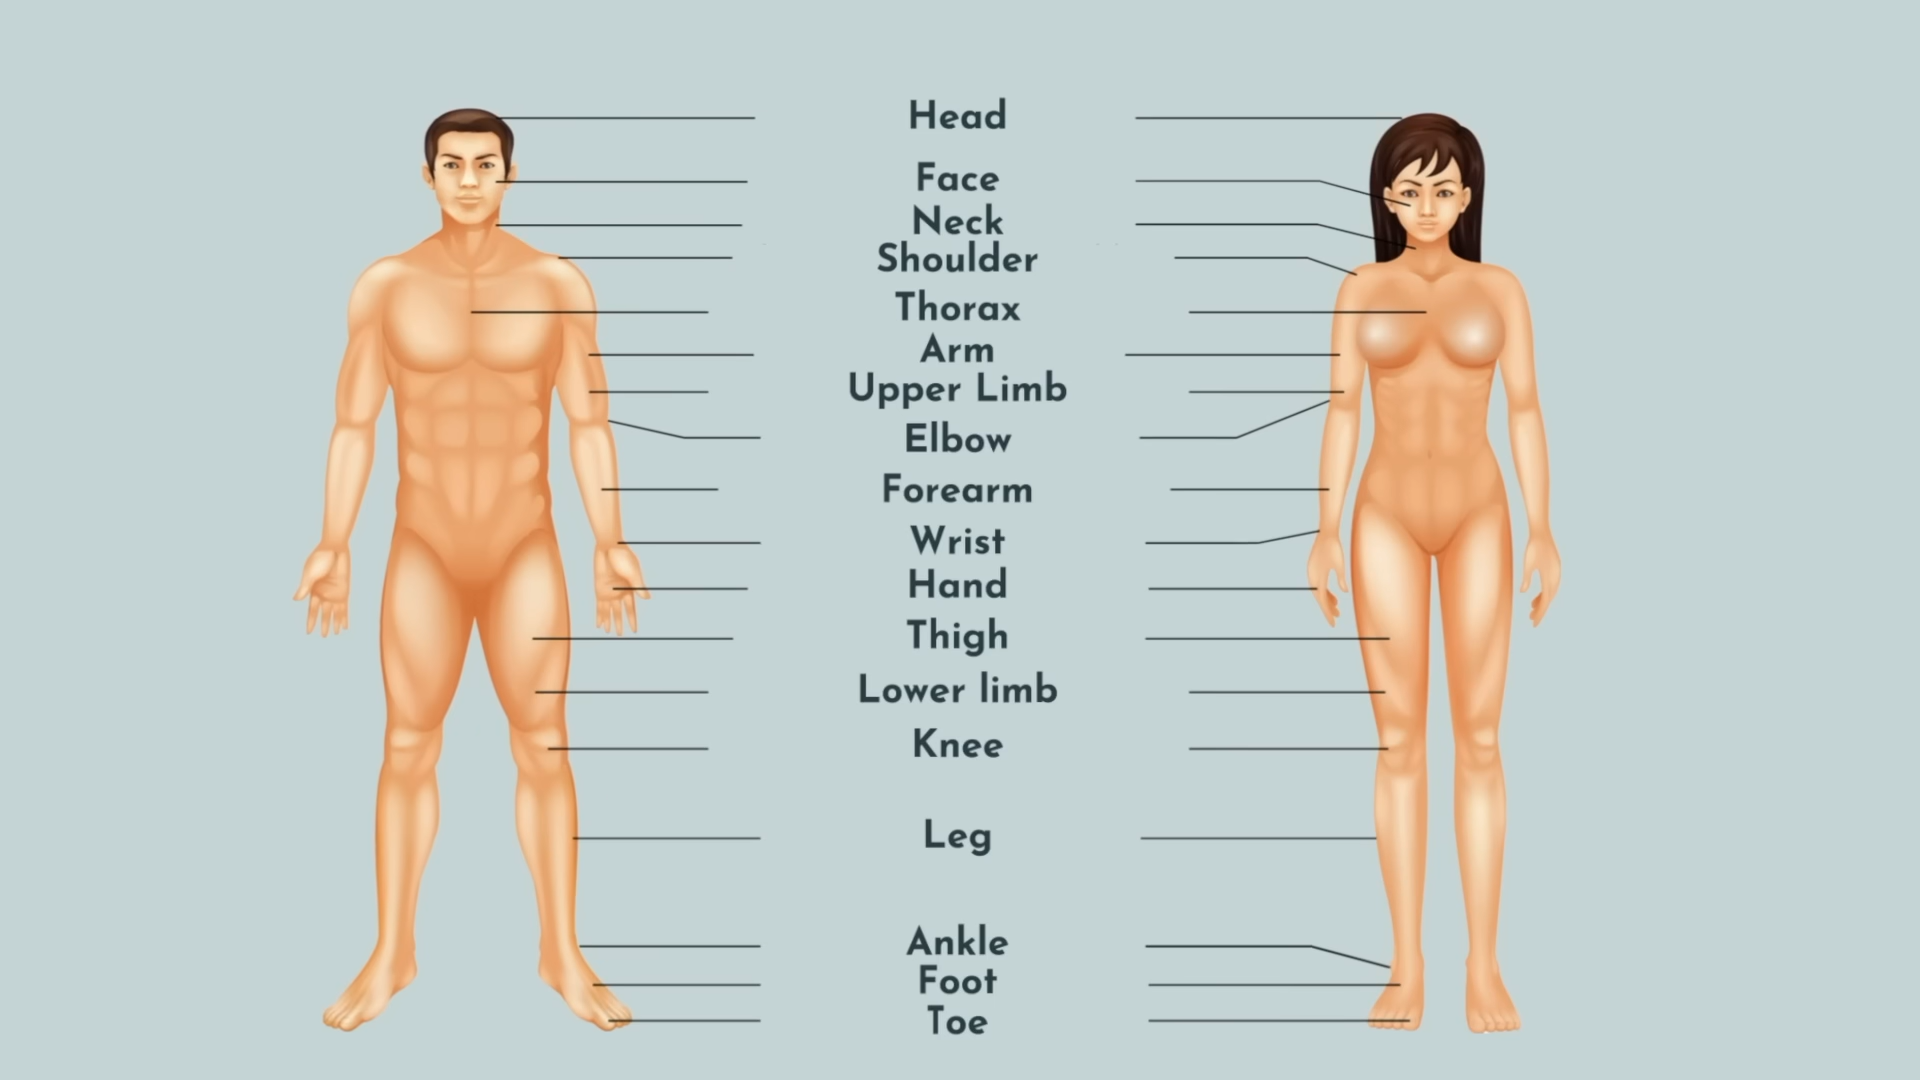 Head
Face
Neck
Shoulder
Thorax
Arm
Upper Limb
Elbow
Forearm
Wrist
Hand
Thigh
Lower limb
Knee
Leg
Ankle
Foot
Toe